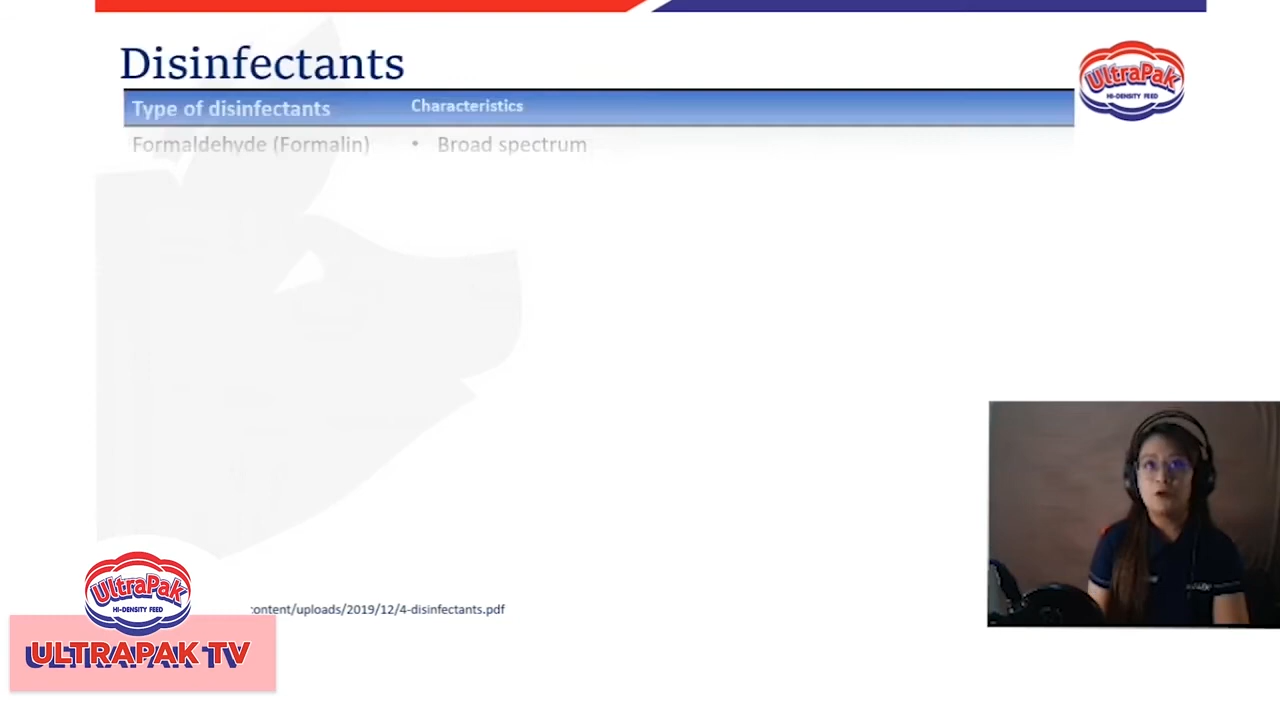 Disinfectants
UltraPak
HI-DENSITY FEED
Type of disinfectants
Characteristics
Formaldehyde (Formalin)
• Broad spectrum
UltraPak
HI-DENSITY FEED
content/uploads/2019/12/4-disinfectants.pdf
ULTRAPAK TV